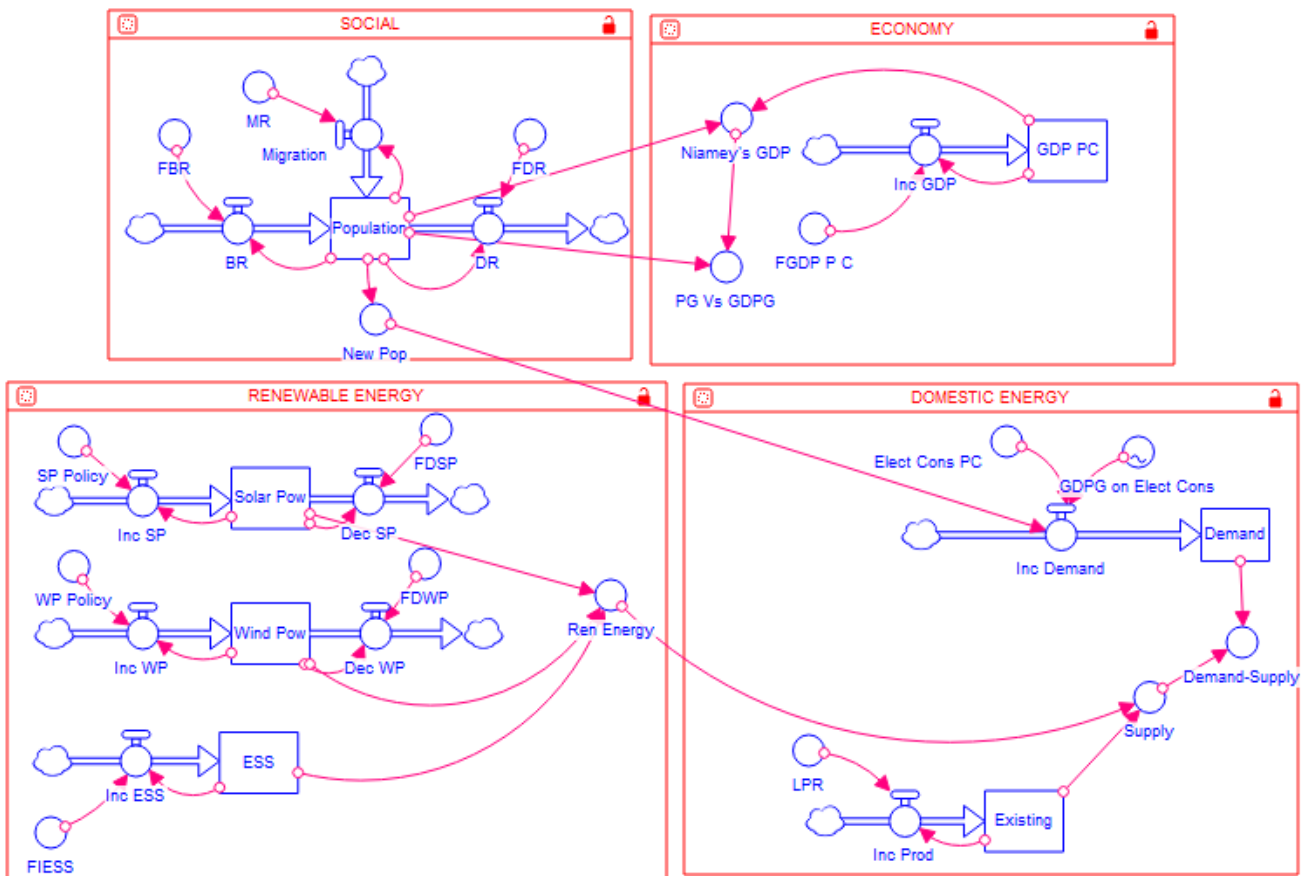 SOCIAL
ECONOMY
MR
Migration
FBR
FDR
Population
BR
DR
New Pop
Niamey's GDP
Inc GDP
GDP PC
FGDP P C
PG Vs GDPG
RENEWABLE ENERGY
DOMESTIC ENERGY
SP Policy
FDSP
Solar Pow
Inc SP
Dec SP
WP Policy
FDWP
Wind Pow
Inc WP
Dec WP
Ren Energy
ESS
Inc ESS
FIESS
Elect Cons PC
GDPG on Elect Cons
Demand
Inc Demand
Demand-Supply
Supply
LPR
Existing
Inc Prod